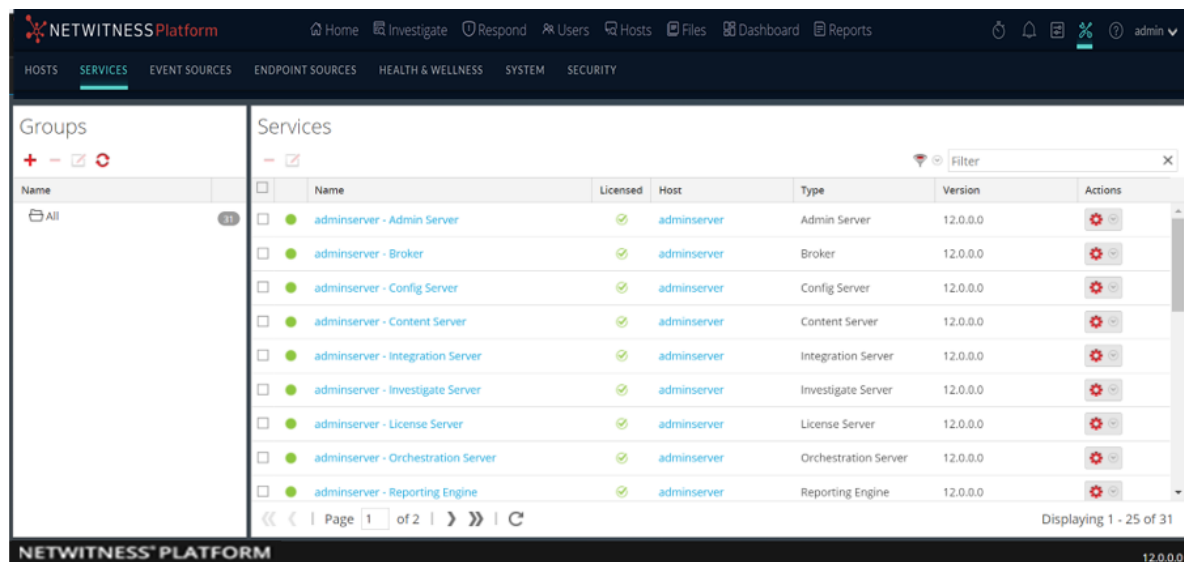 NETWITNESS Platform Home Investigate Respond Users Hosts Files Dashboard Reports admin
HOSTS SERVICES EVENT SOURCES ENDPOINT SOURCES HEALTH & WELLNESS SYSTEM SECURITY
Groups
Name
All 31
Services
Filter
Name Licensed Host Type Version Actions
adminserver - Admin Server adminserver Admin Server 12.0.0.0
adminserver - Broker adminserver Broker 12.0.0.0
adminserver - Config Server adminserver Config Server 12.0.0.0
adminserver - Content Server adminserver Content Server 12.0.0.0
adminserver - Integration Server adminserver Integration Server 12.0.0.0
adminserver - Investigate Server adminserver Investigate Server 12.0.0.0
adminserver - License Server adminserver License Server 12.0.0.0
adminserver - Orchestration Server adminserver Orchestration Server 12.0.0.0
adminserver - Reporting Engine adminserver Reporting Engine 12.0.0.0
Page 1 of 2 Displaying 1 - 25 of 31
NETWITNESS® PLATFORM 12.0.0.0